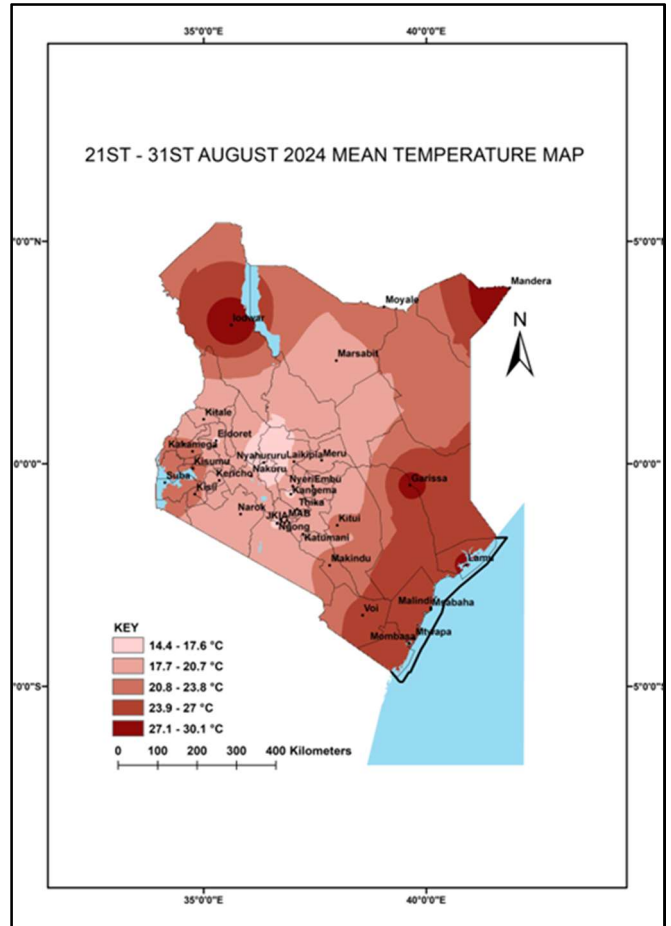 35°0'0"E 40°0'0"E
21ST - 31ST AUGUST 2024 MEAN TEMPERATURE MAP
0'0"N 5°0'0"N
Mandera
Moyale
N
lodwar
Marsabit
Kitale
Eldoret
Kakamega
Nyahururu Laikipia Meru
Kisumu
0'0"S 0°0'0"
Nakuru
Suba Kericho Garissa
Nyeri Embu
Kisii Kangema
Thika
Narok JKIA MAB Kitui
Ngong
Katumani
Makindu Lamu
Malindi Msabaha
Voi
KEY Mombasa Mtwapa
14.4 - 17.6 °C
17.7 - 20.7 °C
20.8 - 23.8 °C
0'0"S 5°0'0"S
23.9 - 27 °C
27.1 - 30.1 °C
0 100 200 300 400 Kilometers
35°0'0"E 40°0'0"E